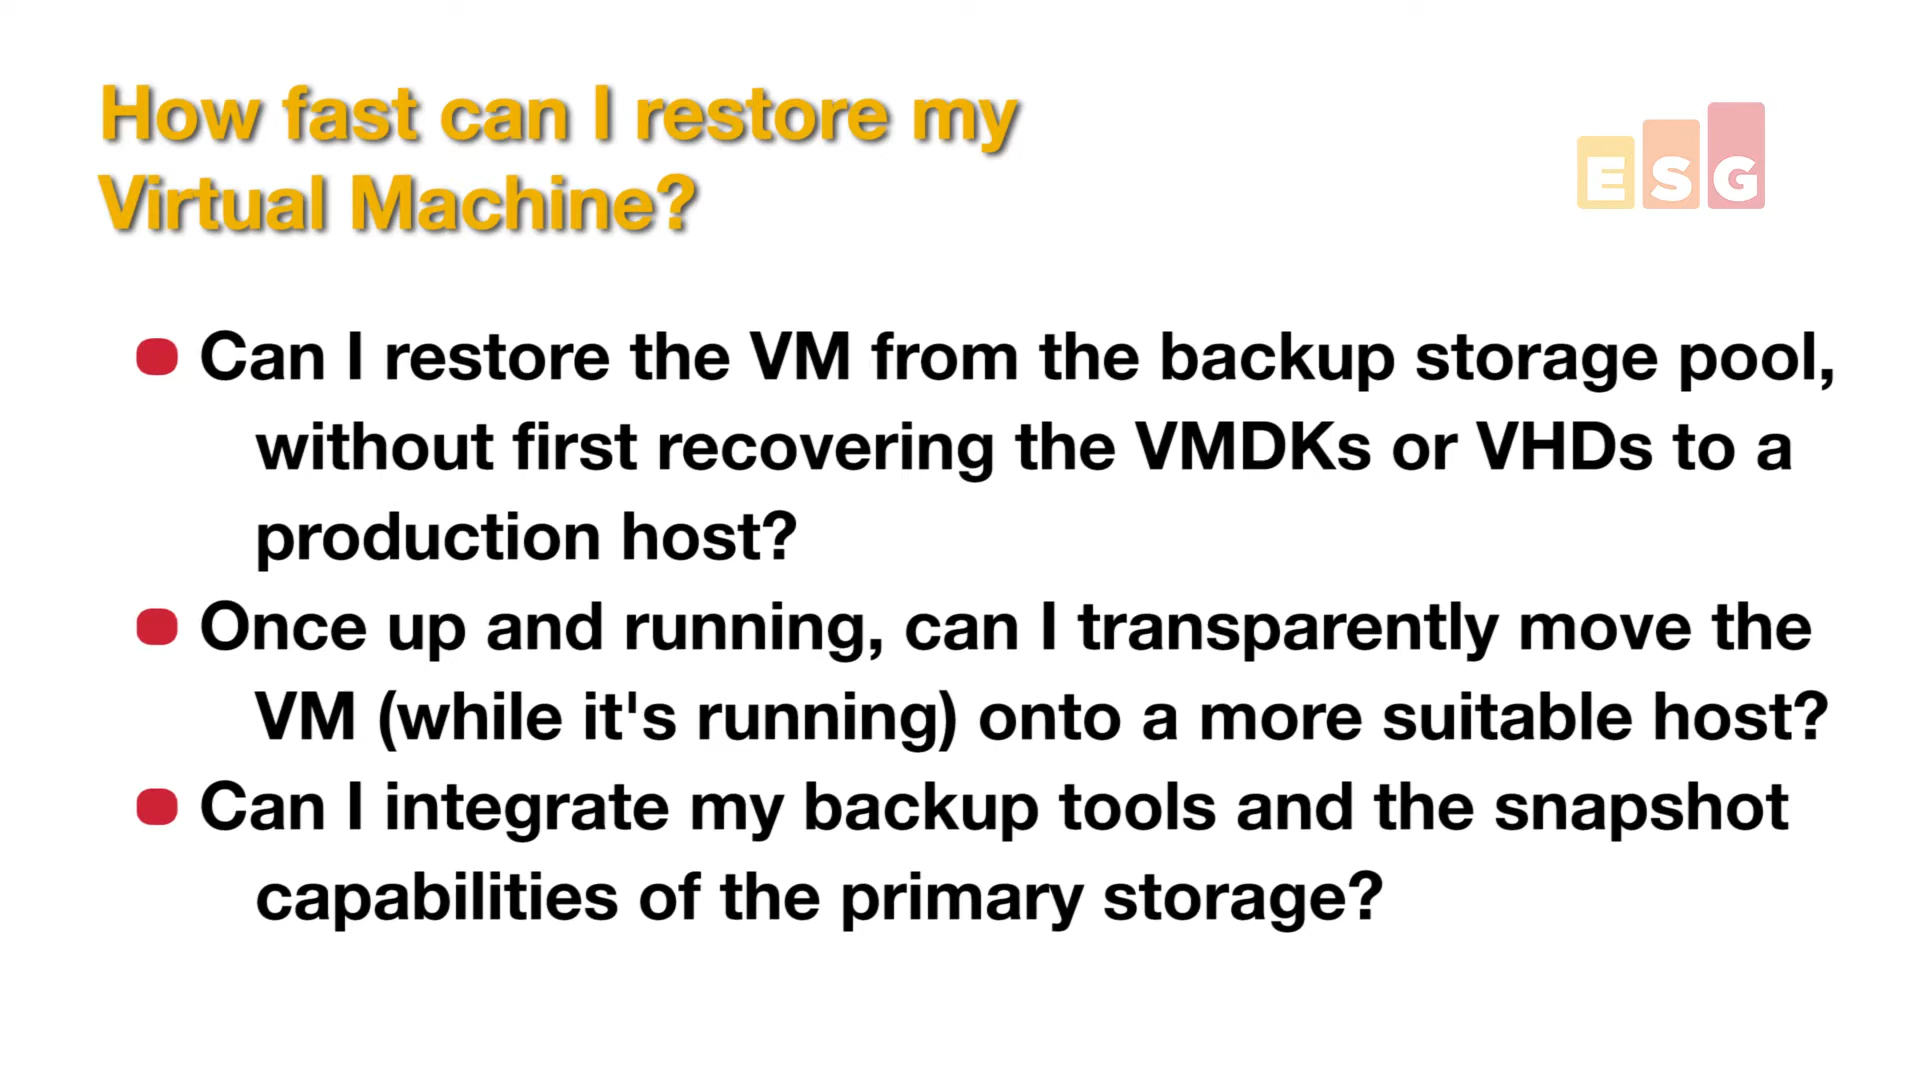 How fast can I restore my
Virtual Machine?
ESG
Can I restore the VM from the backup storage pool,
without first recovering the VMDKs or VHDs to a
production host?
Once up and running, can I transparently move the
VM (while it's running) onto a more suitable host?
Can I integrate my backup tools and the snapshot
capabilities of the primary storage?